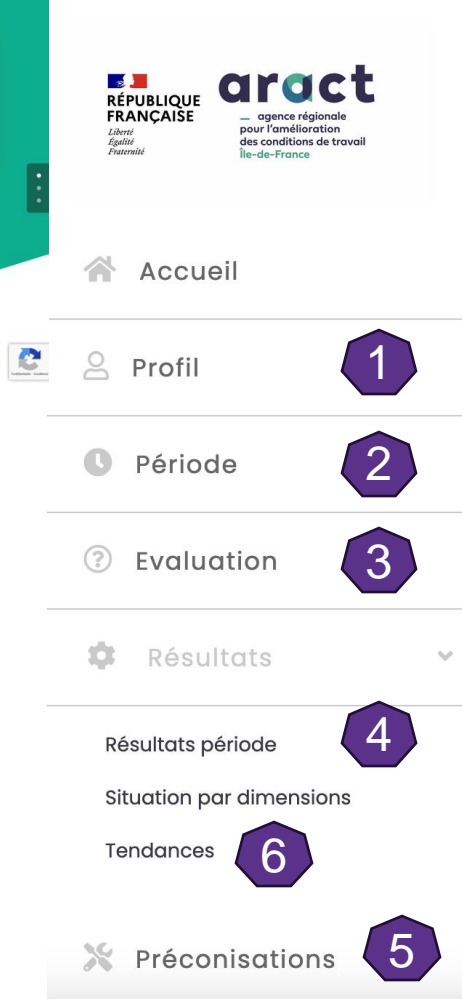 RÉPUBLIQUE
FRANÇAISE
Liberté
Égalité
Fraternité
aract
agence régionale
pour l'amélioration
des conditions de travail
Île-de-France
Accueil
Profil
1
Période
2
Evaluation
3
Résultats
Résultats période
4
Situation par dimensions
Tendances
6
Préconisations
5